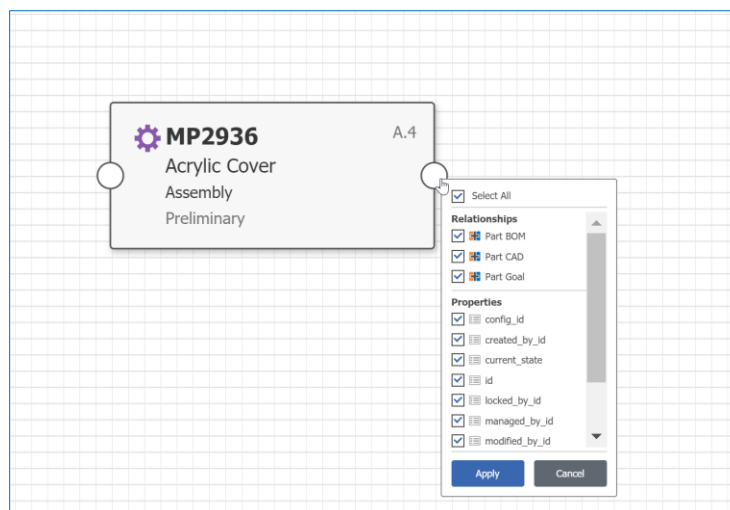 MP2936
A.4
Acrylic Cover
Assembly
Preliminary
Select All
Relationships
Part BOM
Part CAD
Part Goal
Properties
config_id
created_by_id
current_state
id
locked_by_id
managed_by_id
modified_by_id
Apply
Cancel